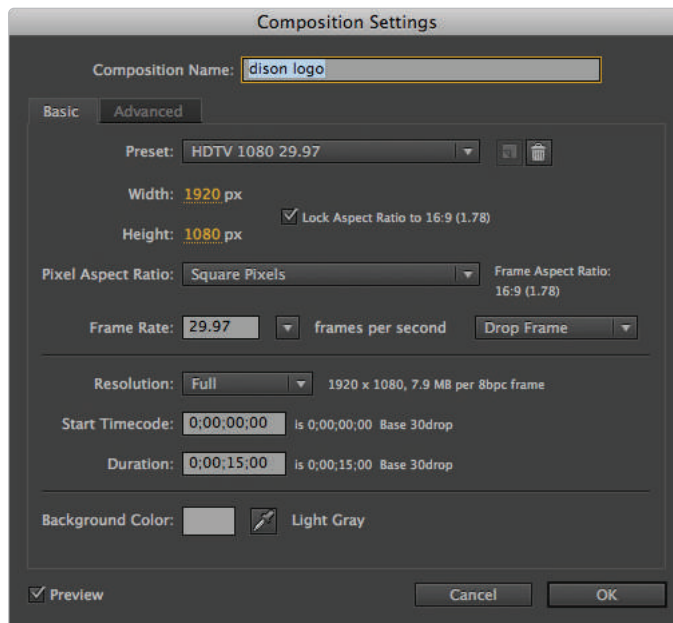 Composition Settings
Composition Name: dison logo
Basic Advanced
Preset: HDTV 1080 29.97
Width: 1920 px
Lock Aspect Ratio to 16:9 (1.78)
Height: 1080 px
Pixel Aspect Ratio: Square Pixels Frame Aspect Ratio:
16:9 (1.78)
Frame Rate: 29.97 frames per second Drop Frame
Resolution: Full 1920 x 1080, 7.9 MB per 8bpc frame
Start Timecode: 0;00;00;00 is 0;00;00;00 Base 30drop
Duration: 0;00;15;00 is 0;00;15;00 Base 30drop
Background Color: Light Gray
Preview Cancel OK